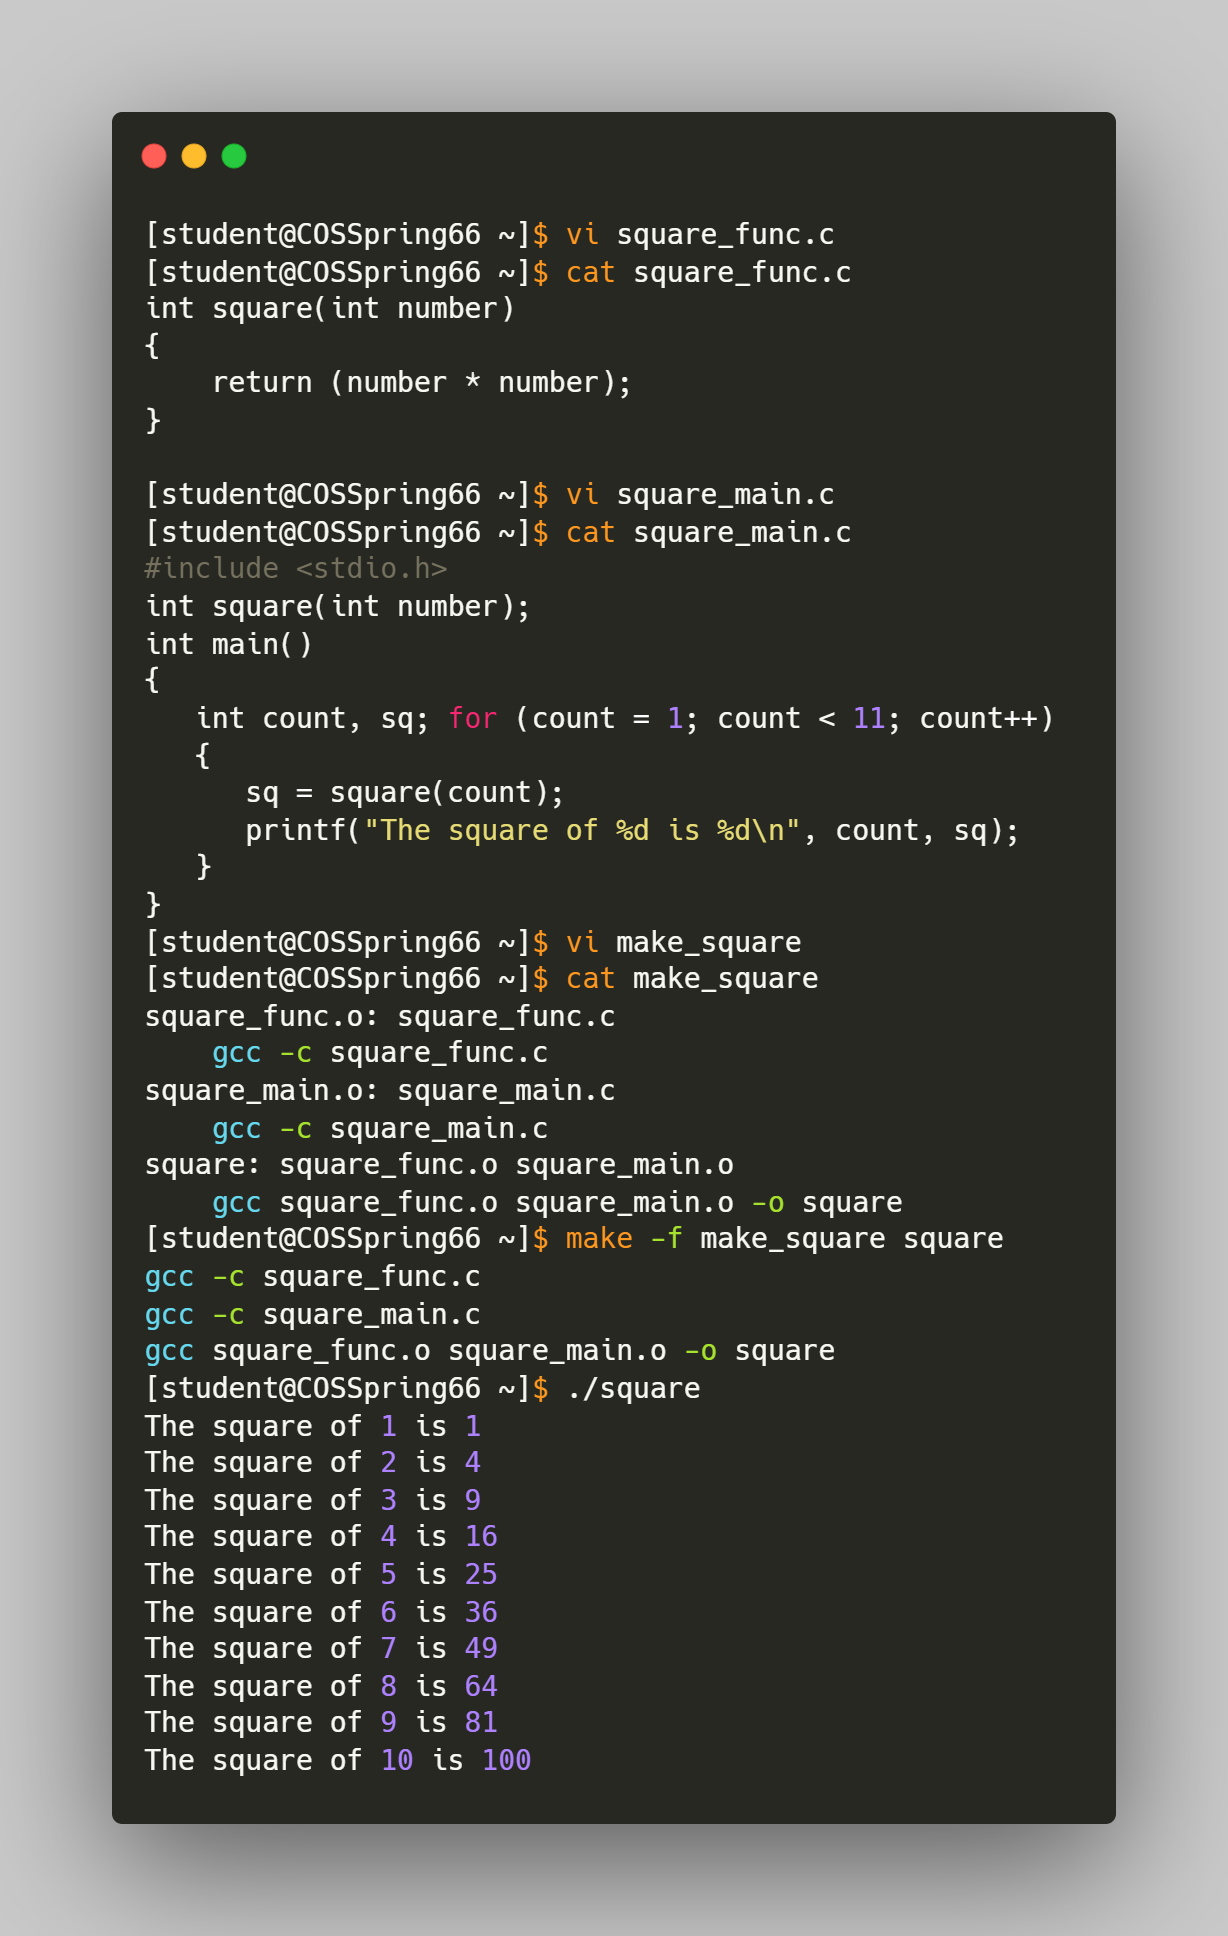 [student@COSSpring66 ~]$ vi square_func.c
[student@COSSpring66 ~]$ cat square_func.c
int square(int number)
{
    return (number * number);
}

[student@COSSpring66 ~]$ vi square_main.c
[student@COSSpring66 ~]$ cat square_main.c
#include <stdio.h>
int square(int number);
int main()
{
   int count, sq; for (count = 1; count < 11; count++)
   {
      sq = square(count);
      printf("The square of %d is %d\n", count, sq);
   }
}
[student@COSSpring66 ~]$ vi make_square
[student@COSSpring66 ~]$ cat make_square
square_func.o: square_func.c
    gcc -c square_func.c
square_main.o: square_main.c
    gcc -c square_main.c
square: square_func.o square_main.o
    gcc square_func.o square_main.o -o square
[student@COSSpring66 ~]$ make -f make_square square
gcc -c square_func.c
gcc -c square_main.c
gcc square_func.o square_main.o -o square
[student@COSSpring66 ~]$ ./square
The square of 1 is 1
The square of 2 is 4
The square of 3 is 9
The square of 4 is 16
The square of 5 is 25
The square of 6 is 36
The square of 7 is 49
The square of 8 is 64
The square of 9 is 81
The square of 10 is 100